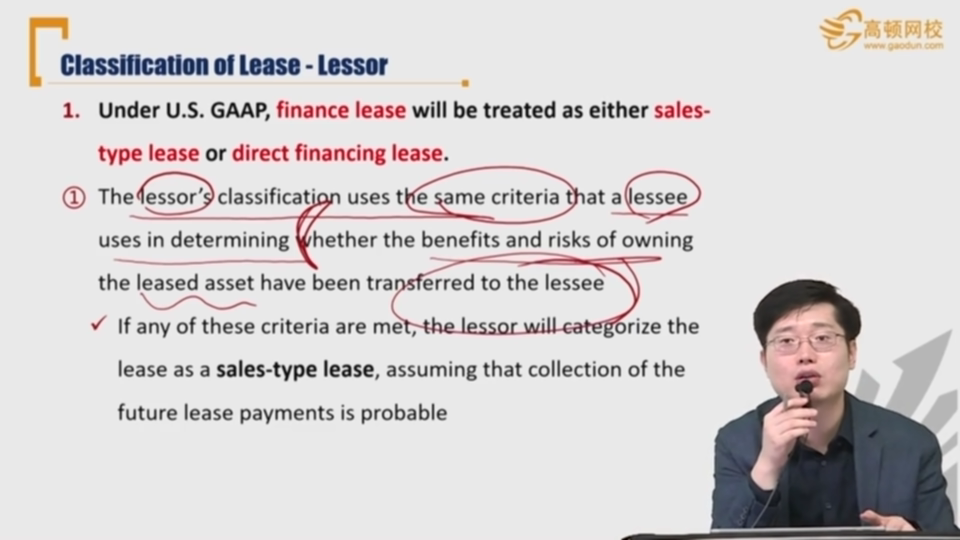 高顿网校
www.gaodun.com
Classification of Lease - Lessor
1. Under U.S. GAAP, finance lease will be treated as either sales-
type lease or direct financing lease.
① The lessor's classification uses the same criteria that a lessee
uses in determining whether the benefits and risks of owning
the leased asset have been transferred to the lessee
✓ If any of these criteria are met, the lessor will categorize the
lease as a sales-type lease, assuming that collection of the
future lease payments is probable